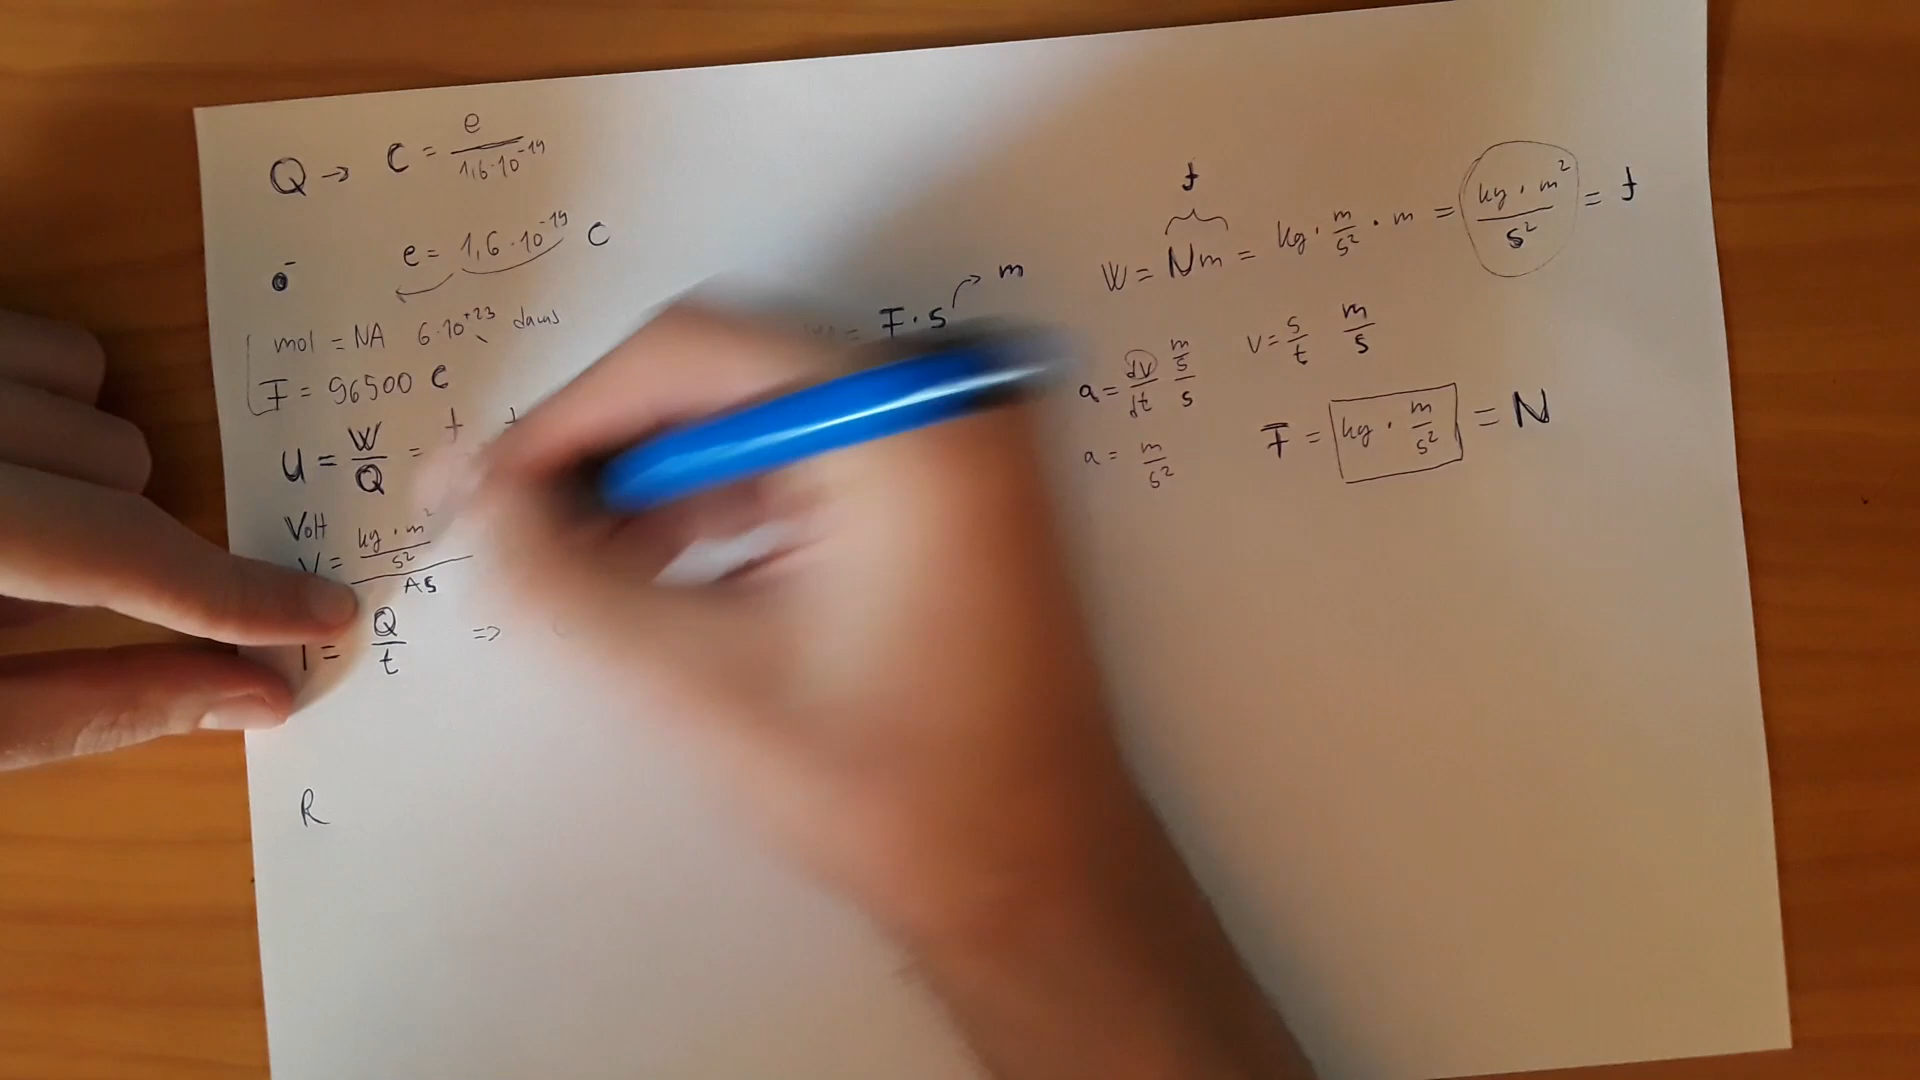 Q → C = e / 1,6·10⁻¹⁹
e = 1,6·10⁻¹⁹ C
mol = NA 6·10⁺²³
F = 96500 C
U = W / Q =
Volt
V = kg·m² / s² / As
I = Q / t ⇒
R
= F·s → m
J
W = Nm = kg · m/s² · m = kg·m² / s² = J
a = dv/dt m/s / s v = s/t m/s
a = m/s²
F = kg · m/s² = N